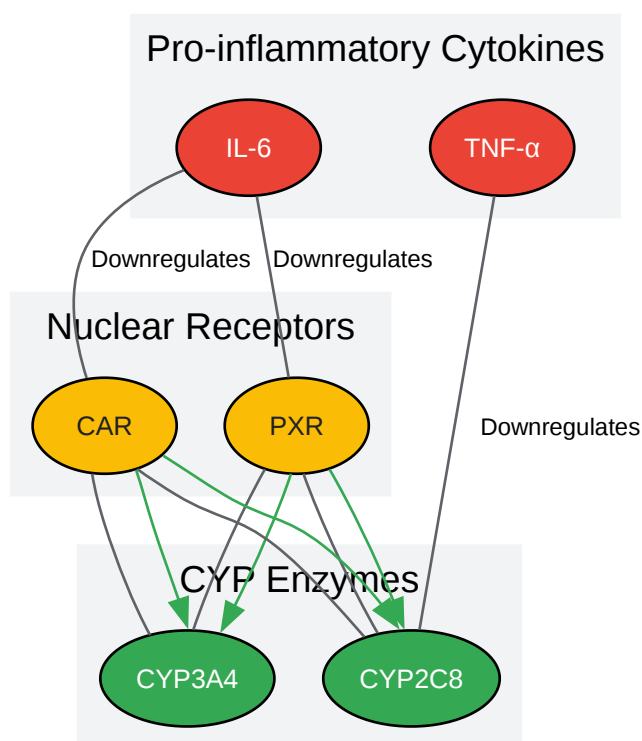 Pro-inflammatory Cytokines
IL-6
TNF-α
Downregulates
Downregulates
Nuclear Receptors
CAR
PXR
Downregulates
CYP Enzymes
CYP3A4
CYP2C8